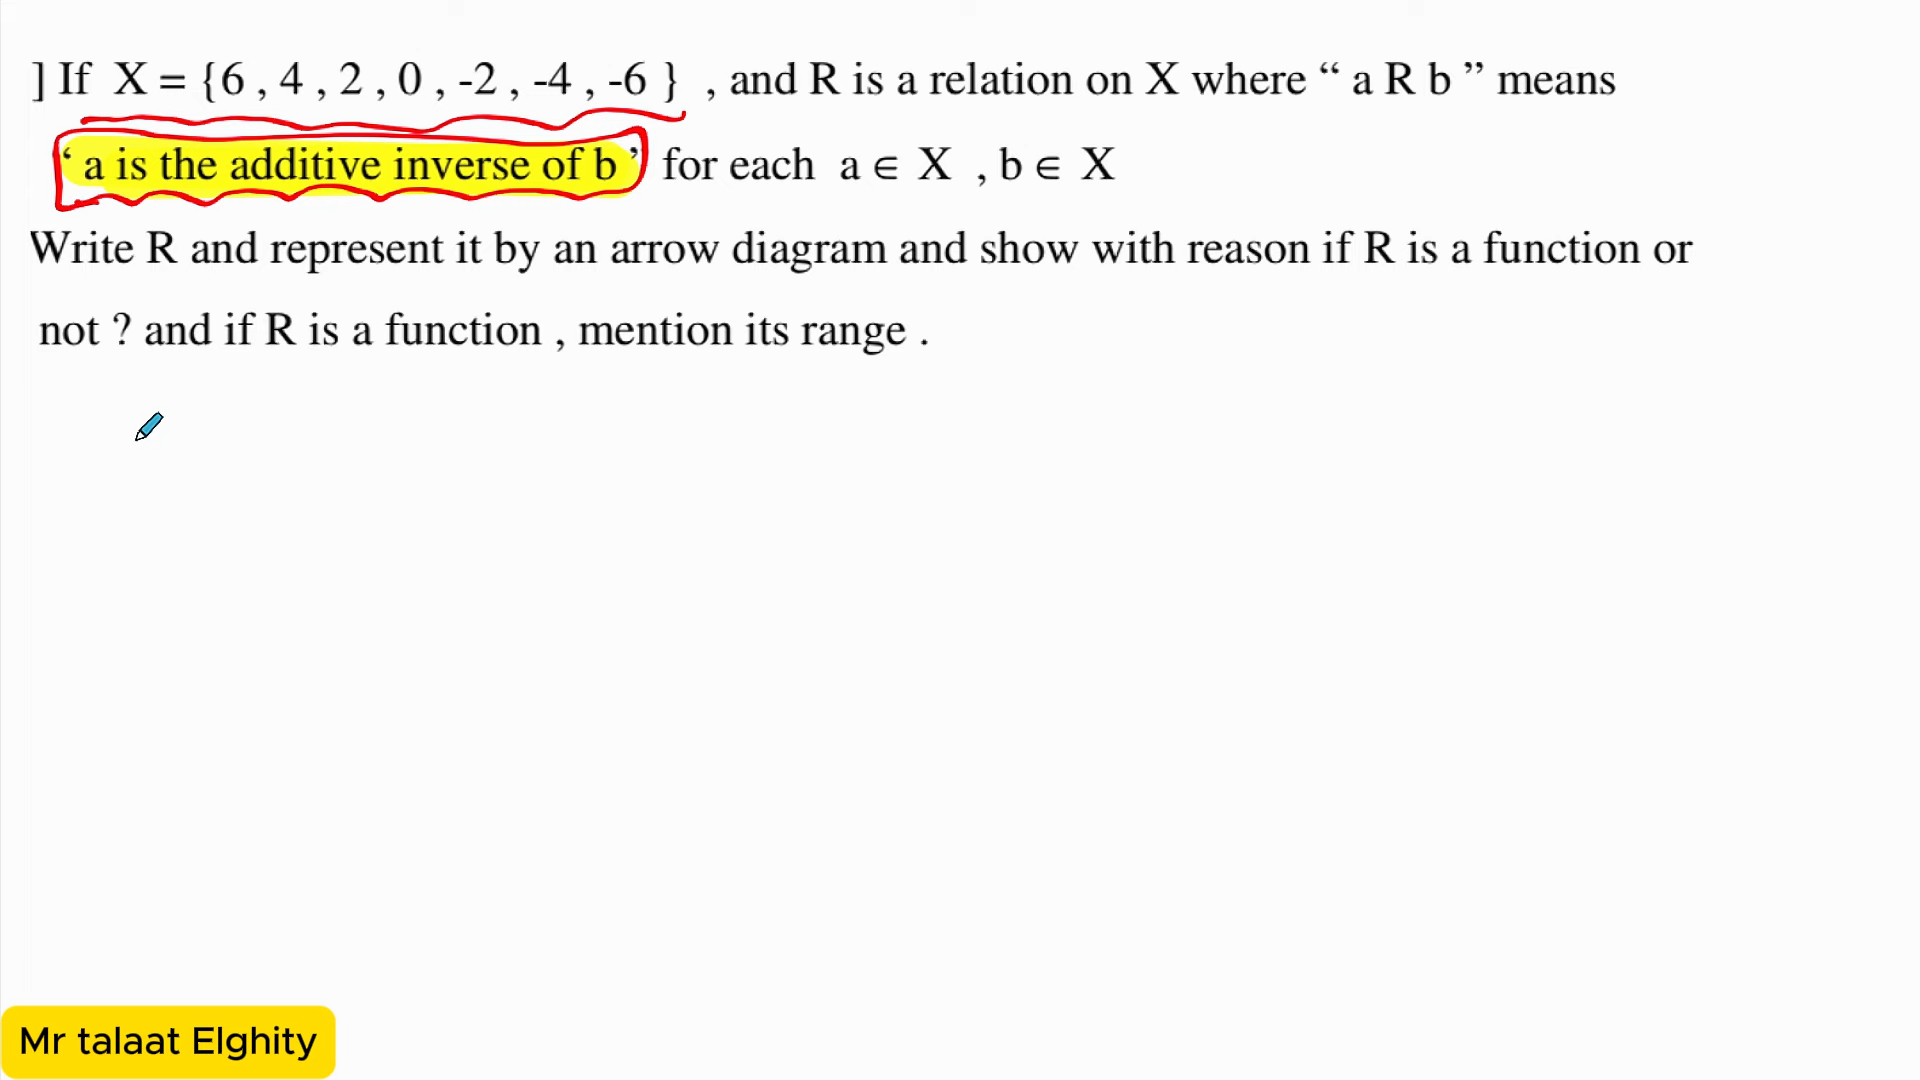 ] If X = {6 , 4 , 2 , 0 , -2 , -4 , -6 } , and R is a relation on X where “ a R b ” means
‘ a is the additive inverse of b ’ for each a ∈ X , b ∈ X
Write R and represent it by an arrow diagram and show with reason if R is a function or
not ? and if R is a function , mention its range .
Mr talaat Elghity